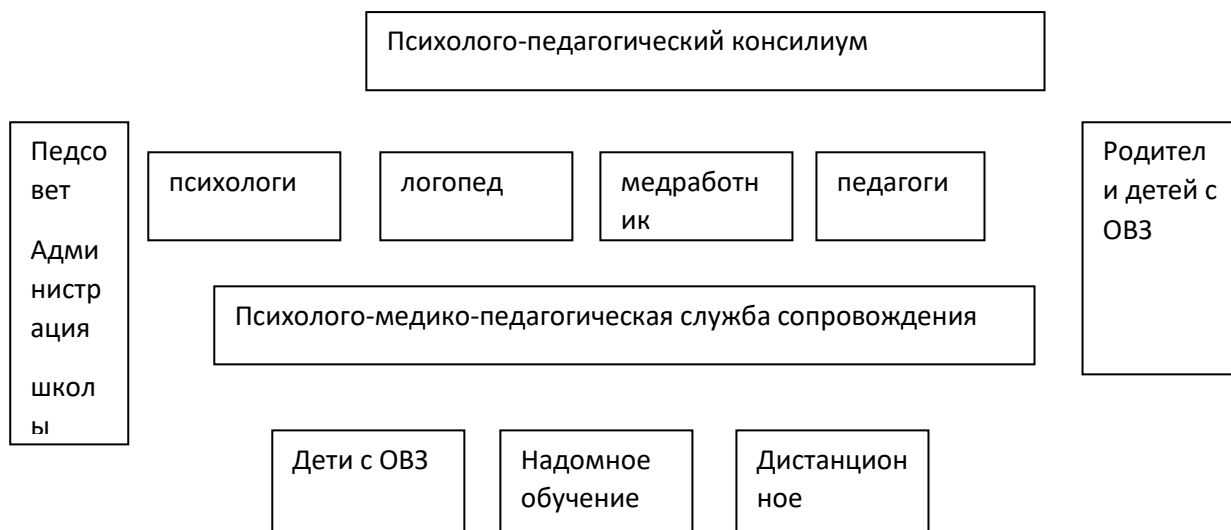 Психолого-педагогический консилиум
Педсо
вет
Адми
нистр
ация
школ
ы
психологи
логопед
медработн
ик
педагоги
Родител
и детей с
ОВЗ
Психолого-медико-педагогическая служба сопровождения
Дети с ОВЗ
Надомное
обучение
Дистанцион
ное